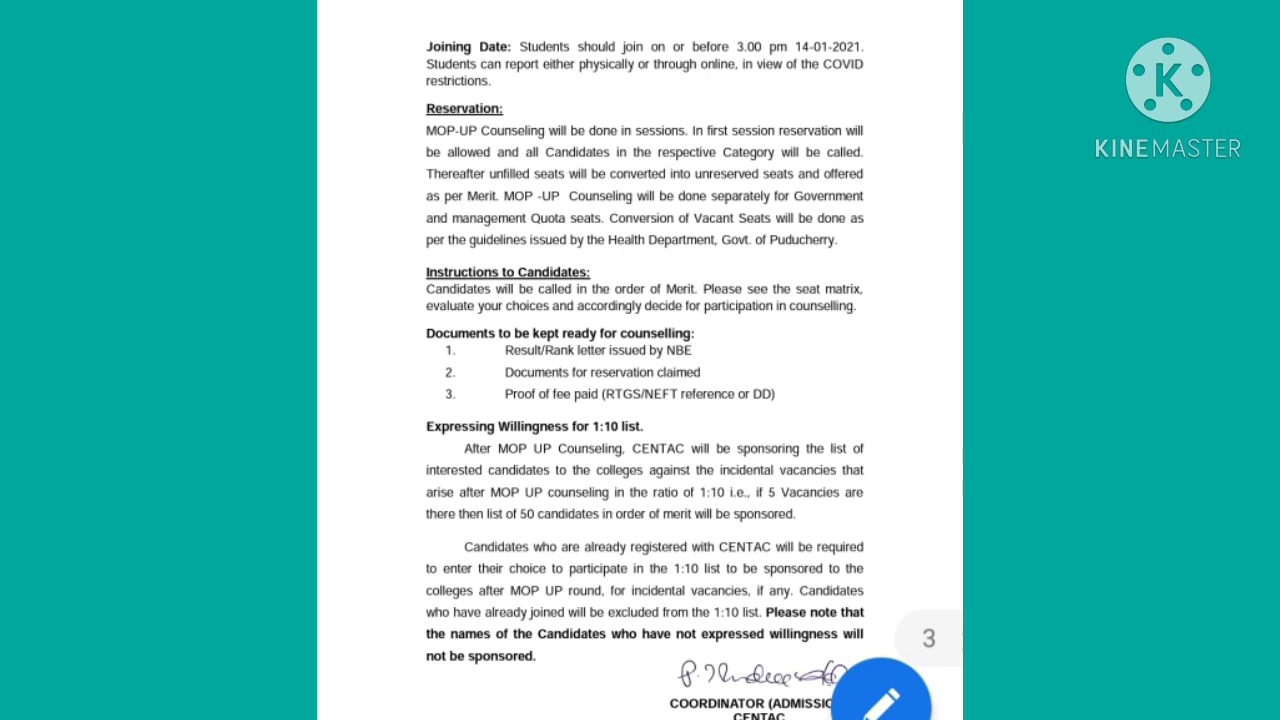 Joining Date: Students should join on or before 3.00 pm 14-01-2021.
Students can report either physically or through online, in view of the COVID
restrictions.
Reservation:
MOP-UP Counseling will be done in sessions. In first session reservation will
be allowed and all Candidates in the respective Category will be called.
Thereafter unfilled seats will be converted into unreserved seats and offered
as per Merit. MOP -UP Counseling will be done separately for Government
and management Quota seats. Conversion of Vacant Seats will be done as
per the guidelines issued by the Health Department, Govt. of Puducherry.
Instructions to Candidates:
Candidates will be called in the order of Merit. Please see the seat matrix,
evaluate your choices and accordingly decide for participation in counselling.
Documents to be kept ready for counselling:
1. Result/Rank letter issued by NBE
2. Documents for reservation claimed
3. Proof of fee paid (RTGS/NEFT reference or DD)
Expressing Willingness for 1:10 list.
After MOP UP Counseling, CENTAC will be sponsoring the list of
interested candidates to the colleges against the incidental vacancies that
arise after MOP UP counseling in the ratio of 1:10 i.e., if 5 Vacancies are
there then list of 50 candidates in order of merit will be sponsored.
Candidates who are already registered with CENTAC will be required
to enter their choice to participate in the 1:10 list to be sponsored to the
colleges after MOP UP round, for incidental vacancies, if any. Candidates
who have already joined will be excluded from the 1:10 list. Please note that
the names of the Candidates who have not expressed willingness will
not be sponsored.
COORDINATOR (ADMISSIO
CENTAC
3
K
KINEMASTER